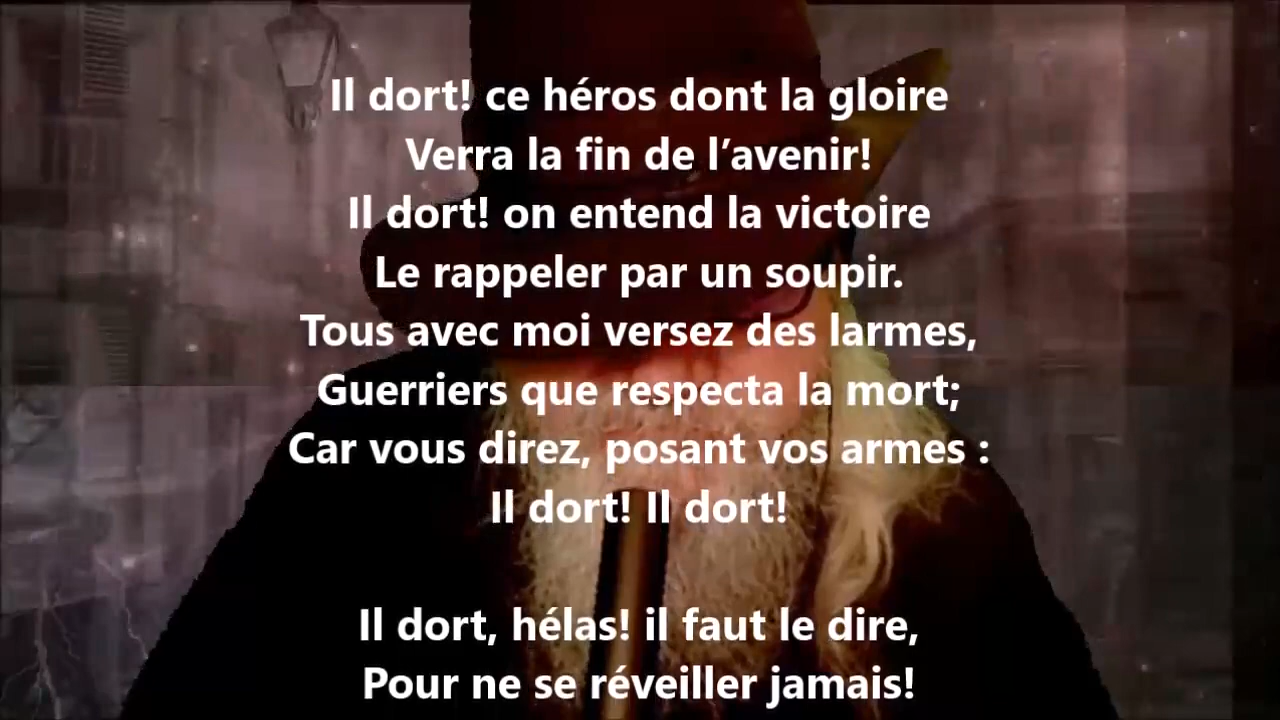 Il dort! ce héros dont la gloire
Verra la fin de l’avenir!
Il dort! on entend la victoire
Le rappeler par un soupir.
Tous avec moi versez des larmes,
Guerriers que respecta la mort;
Car vous direz, posant vos armes :
Il dort! Il dort!
Il dort, hélas! il faut le dire,
Pour ne se réveiller jamais!